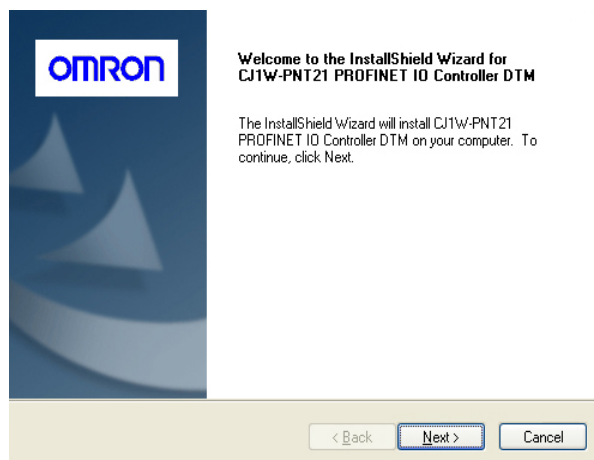 OMRON
Welcome to the InstallShield Wizard for
CJ1W-PNT21 PROFINET IO Controller DTM
The InstallShield Wizard will install CJ1W-PNT21
PROFINET IO Controller DTM on your computer. To
continue, click Next.
< Back
Next >
Cancel